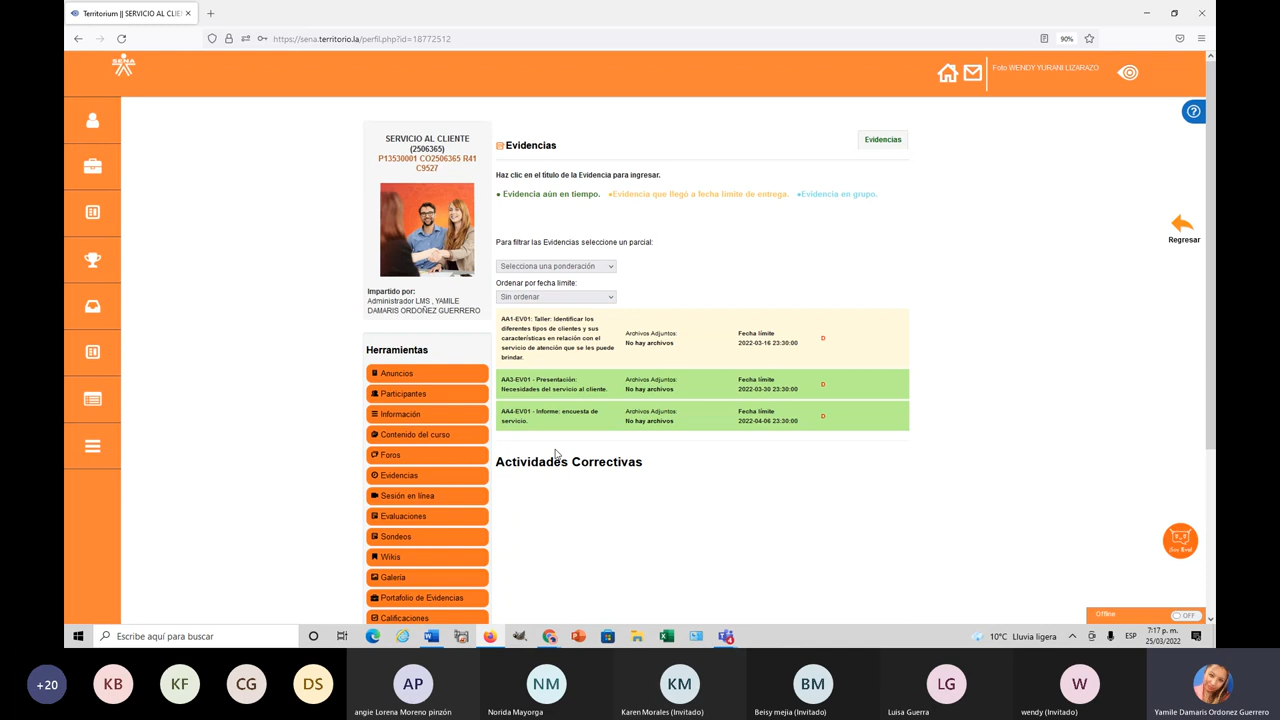 Territorium || SERVICIO AL CLIE
https://sena.territorio.la/perfil.php?id=18772512
90%
SENA
Foto WENDY YURANI LIZARAZO
SERVICIO AL CLIENTE
(2506365)
P13530001 CO2506365 R41
C9527
Impartido por:
Administrador LMS , YAMILE
DAMARIS ORDOÑEZ GUERRERO
Herramientas
Anuncios
Participantes
Información
Contenido del curso
Foros
Evidencias
Sesión en línea
Evaluaciones
Sondeos
Wikis
Galería
Portafolio de Evidencias
Calificaciones
Evidencias
Evidencias
Haz clic en el título de la Evidencia para ingresar.
• Evidencia aún en tiempo. •Evidencia que llegó a fecha límite de entrega. •Evidencia en grupo.
Para filtrar las Evidencias seleccione un parcial:
Selecciona una ponderación
Ordenar por fecha limite:
Sin ordenar
AA1-EV01: Taller: Identificar los
diferentes tipos de clientes y sus
características en relación con el
servicio de atención que se les puede
brindar.
Archivos Adjuntos:
No hay archivos
Fecha límite
2022-03-16 23:30:00
D
AA3-EV01 - Presentación:
Necesidades del servicio al cliente.
Archivos Adjuntos:
No hay archivos
Fecha límite
2022-03-30 23:30:00
D
AA4-EV01 - Informe: encuesta de
servicio.
Archivos Adjuntos:
No hay archivos
Fecha límite
2022-04-06 23:30:00
D
Actividades Correctivas
Regresar
Offline
OFF
Escribe aquí para buscar
10°C Lluvia ligera
ESP
7:17 p. m.
25/03/2022
+20
KB
KF
CG
DS
AP
angie Lorena Moreno pinzón
NM
Norida Mayorga
KM
Karen Morales (Invitado)
BM
Beisy mejía (Invitado)
LG
Luisa Guerra
W
wendy (Invitado)
Yamile Damaris Ordonez Guerrero